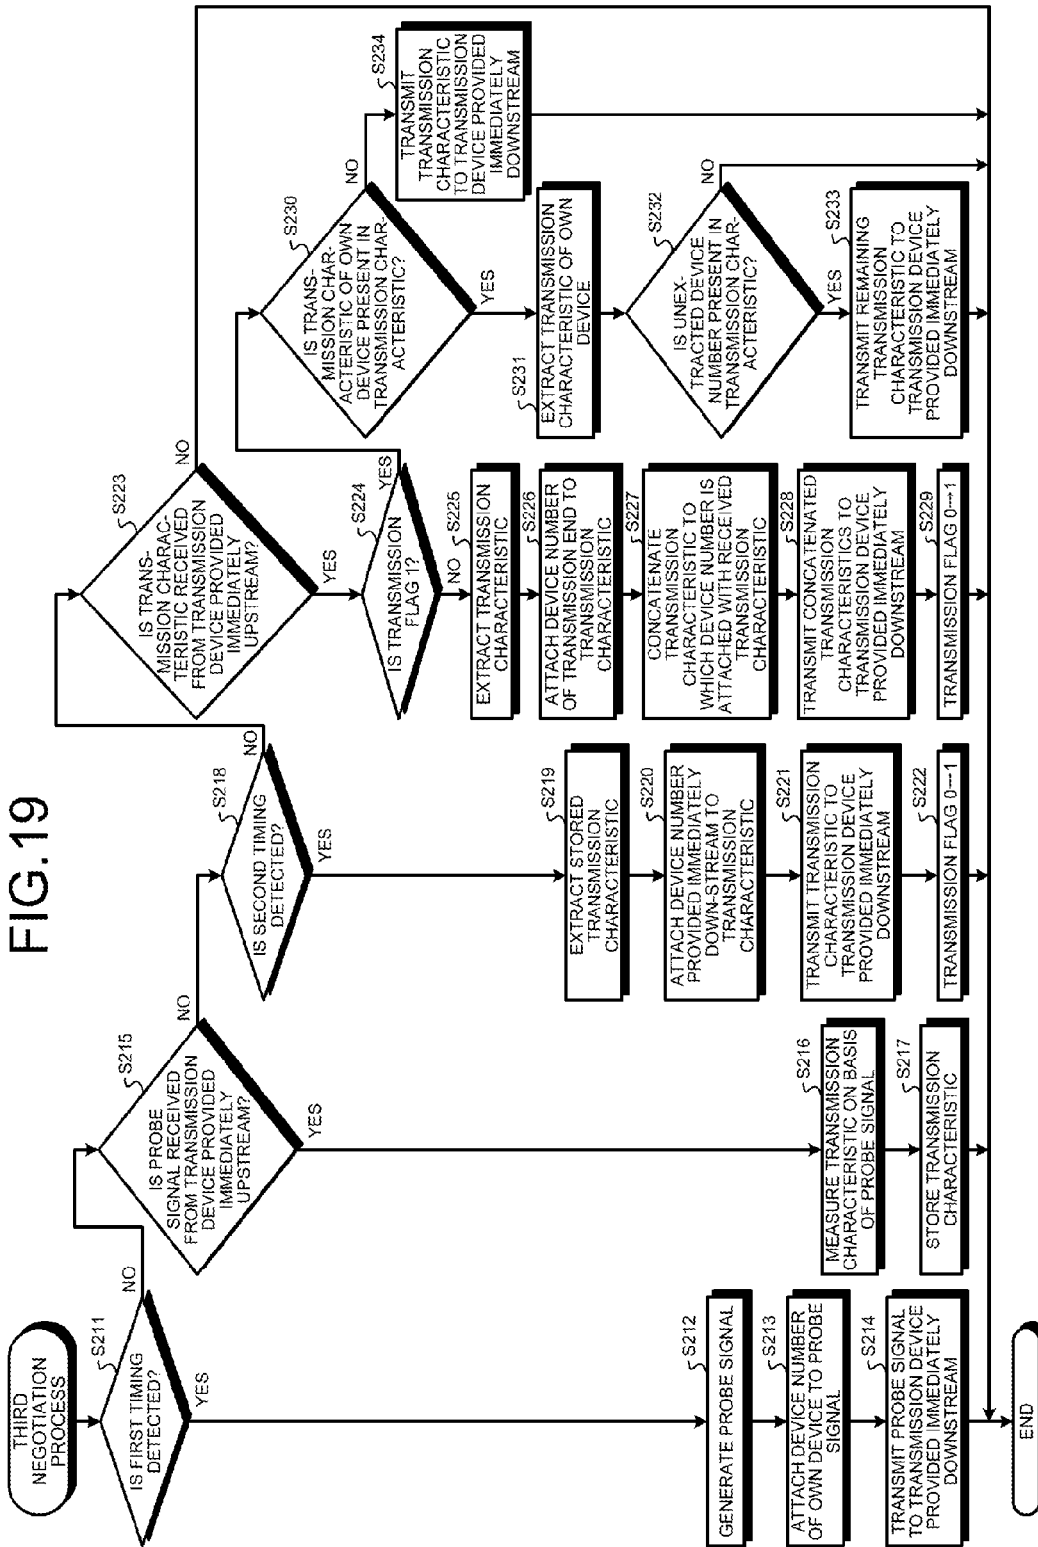 FIG.19
THIRD
NEGOTIATION
PROCESS
S211
IS FIRST TIMING
DETECTED?
NO
YES
S212
GENERATE PROBE SIGNAL
S213
ATTACH DEVICE NUMBER
OF OWN DEVICE TO PROBE
SIGNAL
S214
TRANSMIT PROBE SIGNAL
TO TRANSMISSION DEVICE
PROVIDED IMMEDIATELY
DOWNSTREAM
S215
IS PROBE
SIGNAL RECEIVED
FROM TRANSMISSION
DEVICE PROVIDED
IMMEDIATELY
UPSTREAM?
NO
YES
S216
MEASURE TRANSMISSION
CHARACTERISTIC ON BASIS
OF PROBE SIGNAL
S217
STORE TRANSMISSION
CHARACTERISTIC
S218
IS SECOND TIMING
DETECTED?
NO
YES
S219
EXTRACT STORED
TRANSMISSION
CHARACTERISTIC
S220
ATTACH DEVICE NUMBER
PROVIDED IMMEDIATELY
DOWN-STREAM TO
TRANSMISSION
CHARACTERISTIC
S221
TRANSMIT TRANSMISSION
CHARACTERISTIC TO
TRANSMISSION DEVICE
PROVIDED IMMEDIATELY
DOWNSTREAM
S222
TRANSMISSION FLAG 0---1
S223
IS TRANS-
MISSION CHARAC-
TERISTIC RECEIVED
FROM TRANSMISSION
DEVICE PROVIDED
IMMEDIATELY
UPSTREAM?
NO
YES
S224
IS TRANSMISSION
FLAG 1?
YES
NO
S225
EXTRACT TRANSMISSION
CHARACTERISTIC
S226
ATTACH DEVICE NUMBER
OF TRANSMISSION END TO
TRANSMISSION
CHARACTERISTIC
S227
CONCATENATE
TRANSMISSION
CHARACTERISTIC TO
WHICH DEVICE NUMBER IS
ATTACHED WITH RECEIVED
TRANSMISSION
CHARACTERISTIC
S228
TRANSMIT CONCATENATED
TRANSMISSION
CHARACTERISTICS TO
TRANSMISSION DEVICE
PROVIDED IMMEDIATELY
DOWNSTREAM
S229
TRANSMISSION FLAG 0---1
S230
IS TRANS-
MISSION CHAR-
ACTERISTIC OF OWN
DEVICE PRESENT IN
TRANSMISSION CHAR-
ACTERISTIC?
NO
YES
S231
EXTRACT TRANSMISSION
CHARACTERISTIC OF OWN
DEVICE
S232
IS UNEX-
TRACTED DEVICE
NUMBER PRESENT IN
TRANSMISSION CHAR-
ACTERISTIC?
NO
YES
S233
TRANSMIT REMAINING
TRANSMISSION
CHARACTERISTIC TO
TRANSMISSION DEVICE
PROVIDED IMMEDIATELY
DOWNSTREAM
S234
TRANSMIT
TRANSMISSION
CHARACTERISTIC
TO TRANSMISSION
DEVICE PROVIDED
IMMEDIATELY
DOWNSTREAM
END